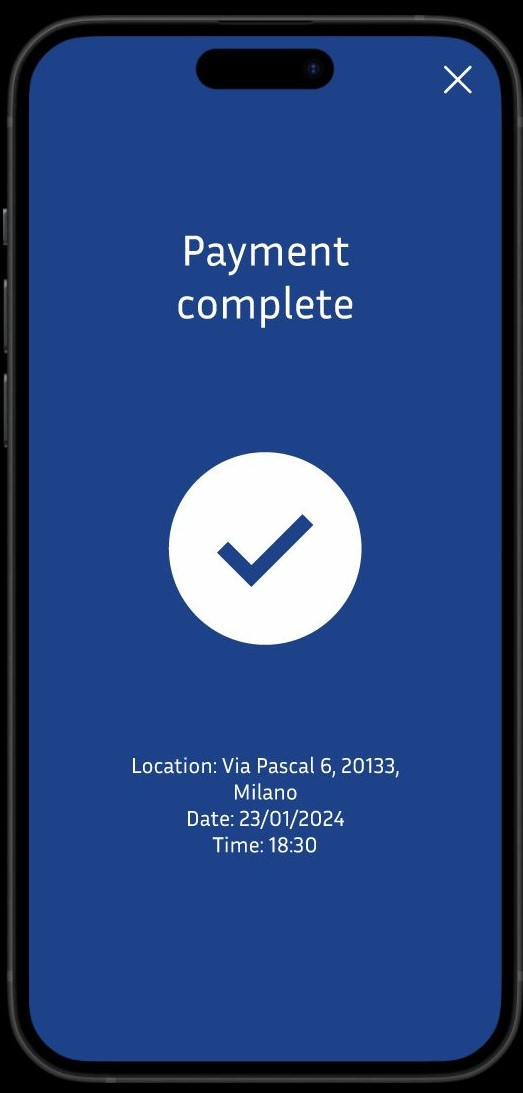 Payment
complete
Location: Via Pascal 6, 20133,
Milano
Date: 23/01/2024
Time: 18:30